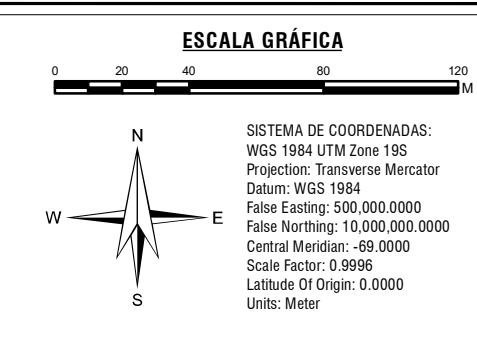 ESCALA GRÁFICA
0 20 40 80 120
M
N
W E
S
SISTEMA DE COORDENADAS:
WGS 1984 UTM Zone 19S
Projection: Transverse Mercator
Datum: WGS 1984
False Easting: 500,000.0000
False Northing: 10,000,000.0000
Central Meridian: -69.0000
Scale Factor: 0.9996
Latitude Of Origin: 0.0000
Units: Meter